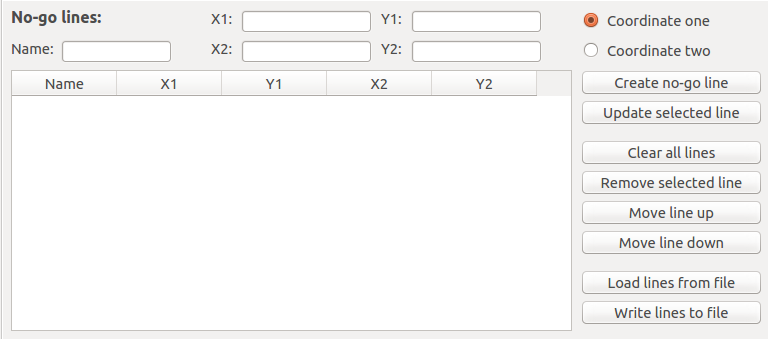 No-go lines:
X1: Y1:
Coordinate one
Name:
X2: Y2:
Coordinate two
Name X1 Y1 X2 Y2
Create no-go line
Update selected line
Clear all lines
Remove selected line
Move line up
Move line down
Load lines from file
Write lines to file